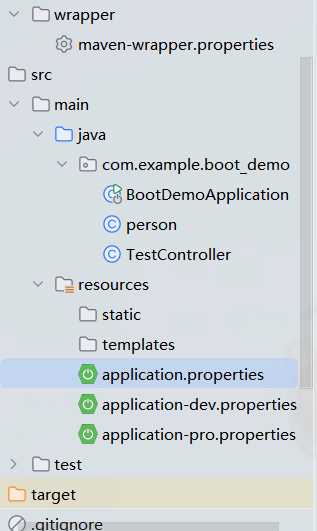 wrapper
maven-wrapper.properties
src
main
java
com.example.boot_demo
BootDemoApplication
person
TestController
resources
static
templates
application.properties
application-dev.properties
application-pro.properties
test
target
.gitignore